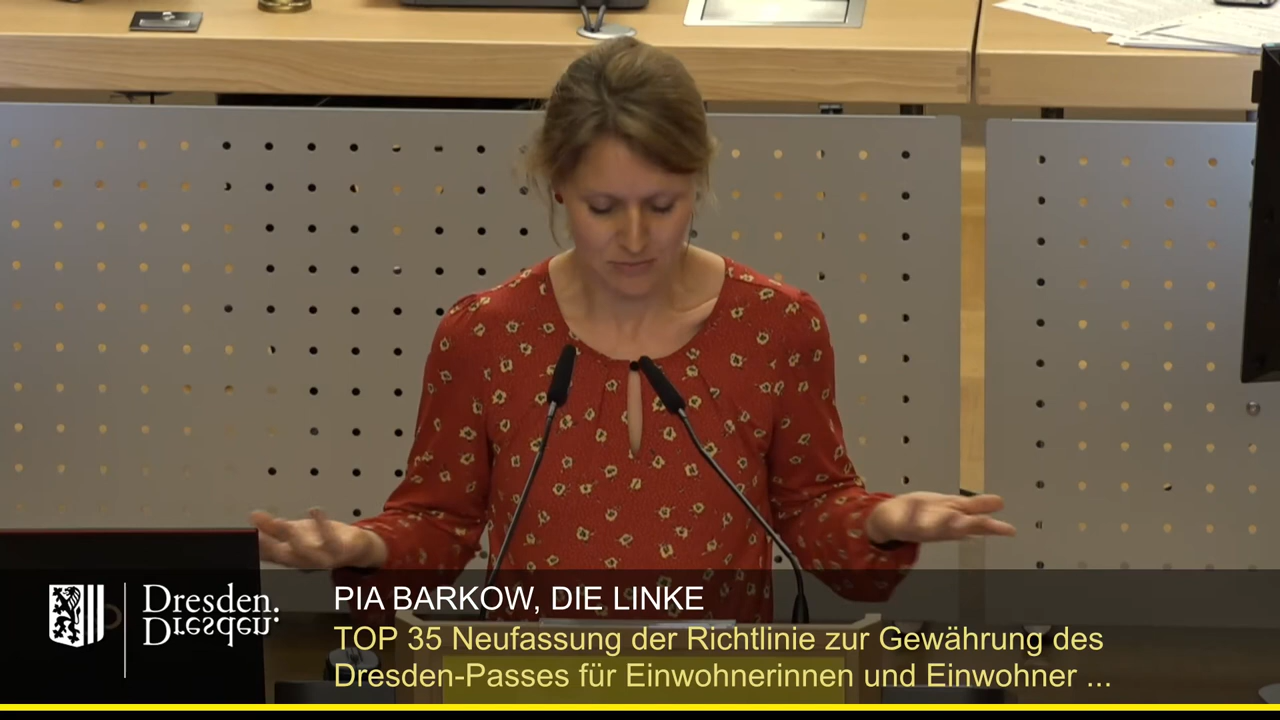 PIA BARKOW, DIE LINKE
Dresden.
Dresden.
TOP 35 Neufassung der Richtlinie zur Gewährung des
Dresden-Passes für Einwohnerinnen und Einwohner ...